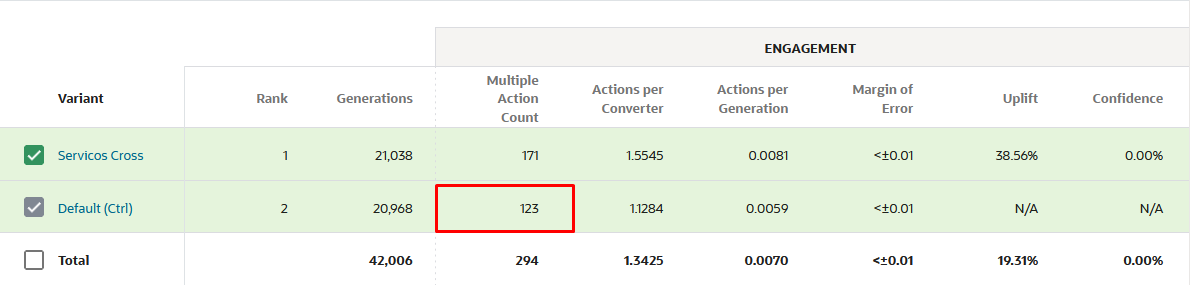 ENGAGEMENT
Variant Rank Generations Multiple Action Count Actions per Converter Actions per Generation Margin of Error Uplift Confidence
Servicos Cross 1 21,038 171 1.5545 0.0081 <±0.01 38.56% 0.00%
Default (Ctrl) 2 20,968 123 1.1284 0.0059 <±0.01 N/A N/A
Total 42,006 294 1.3425 0.0070 <±0.01 19.31% 0.00%